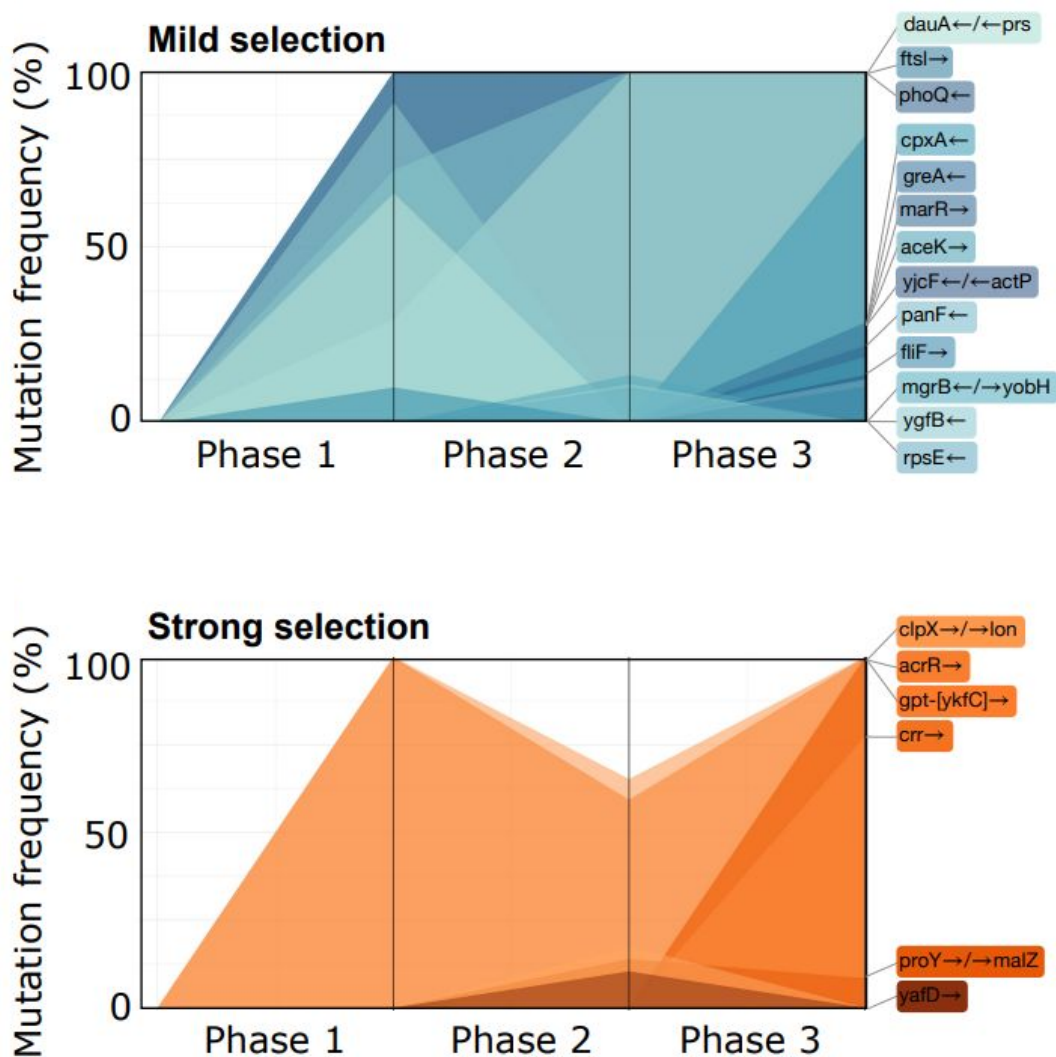 Mild selection
Mutation frequency (%)
100
50
0
Phase 1
Phase 2
Phase 3
dauA←/←prs
ftsI→
phoQ←
cpxA←
greA←
marR→
aceK→
yjcF←/←actP
panF←
fliF→
mgrB←/→yobH
ygfB←
rpsE←
Strong selection
Mutation frequency (%)
100
50
0
Phase 1
Phase 2
Phase 3
clpX→/→lon
acrR→
gpt-[ykfC]→
crr→
proY→/→malZ
yafD→